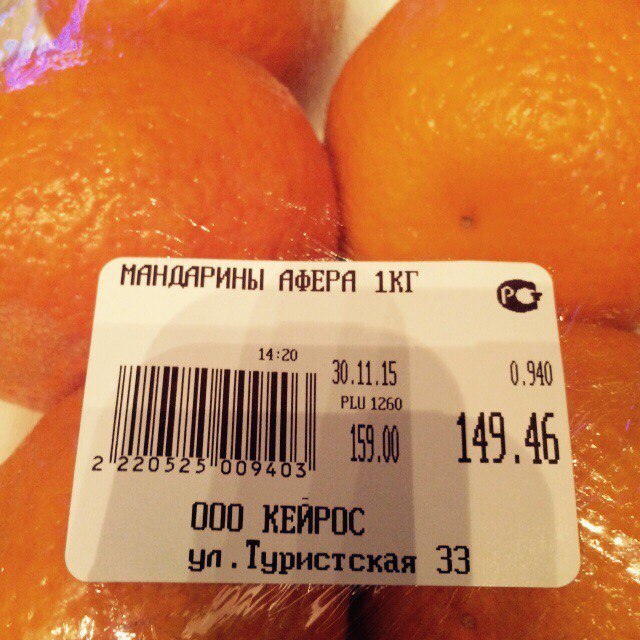 МАНДАРИНЫ АФЕРА 1КГ
РСТ
14:20
30.11.15
0.940
PLU 1260
159.00
149.46
2 220525 009403
ООО КЕЙРОС
ул.Туристская 33